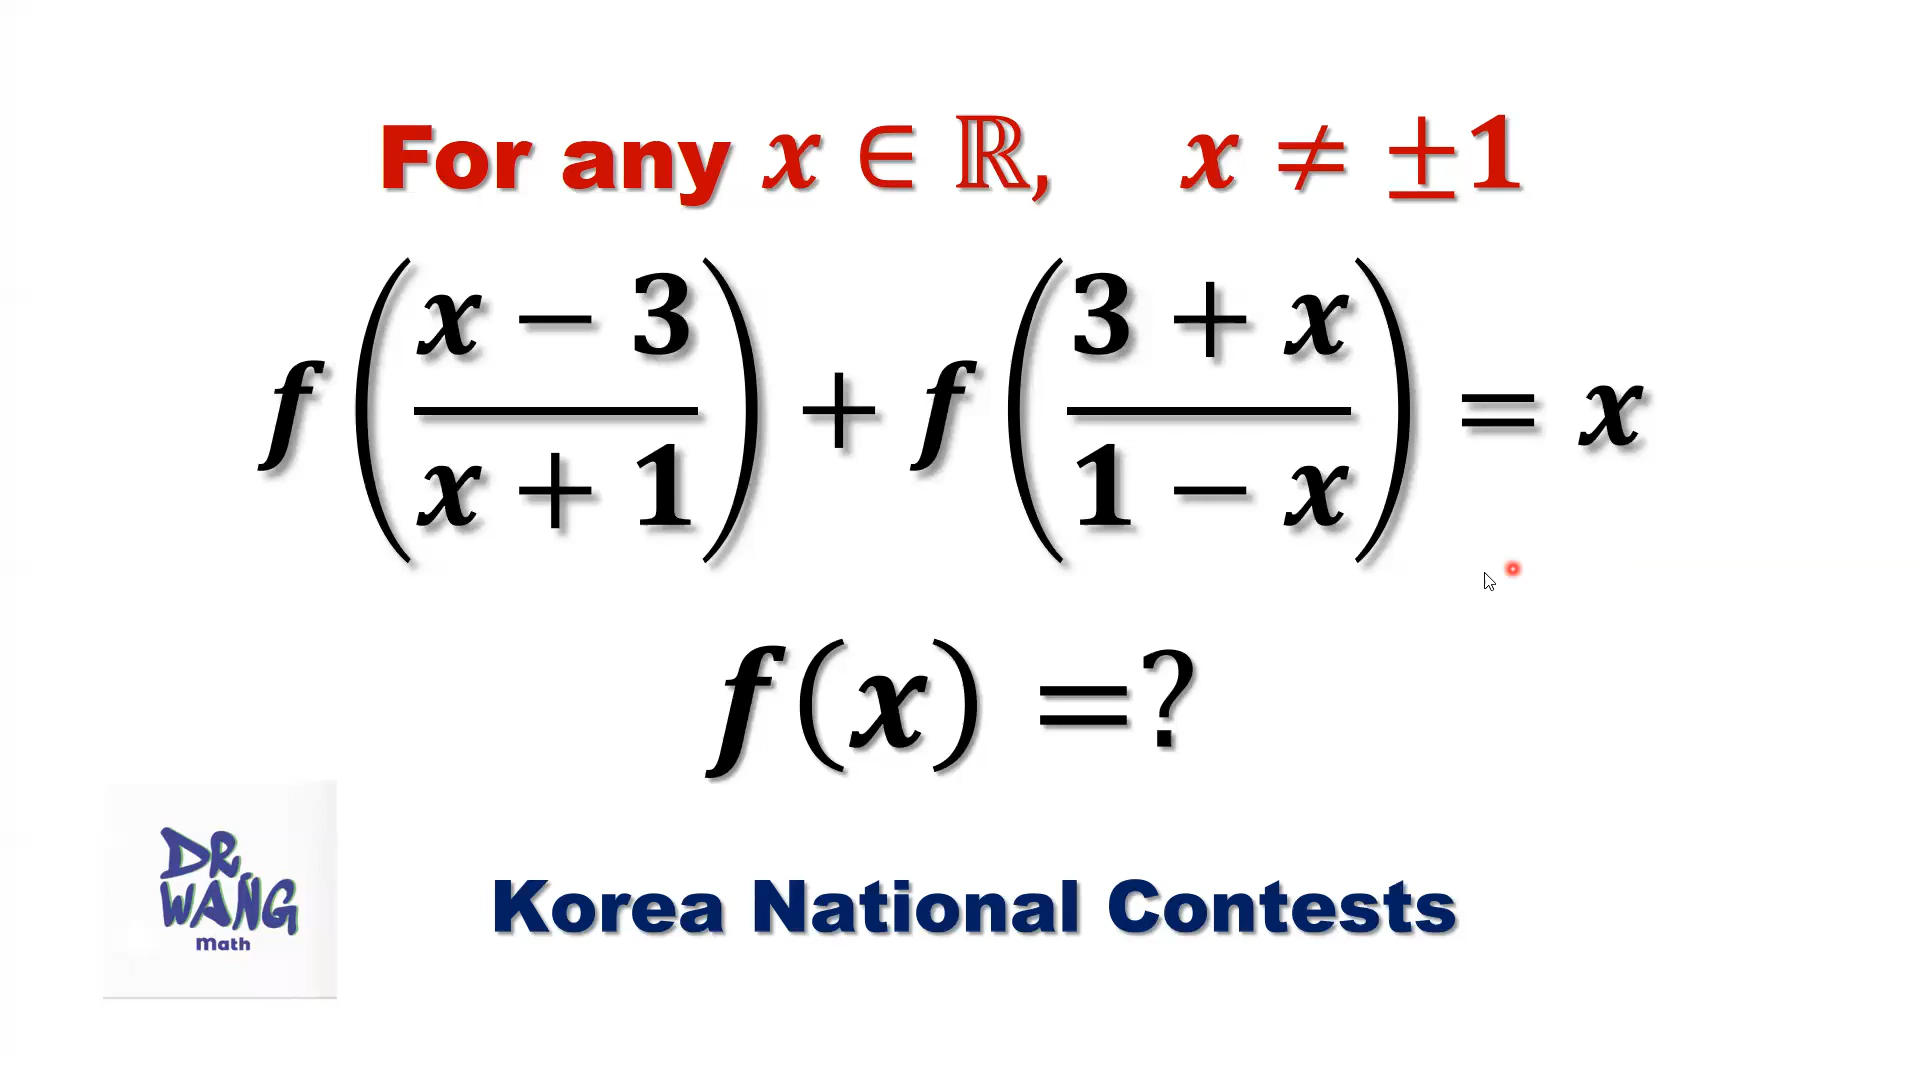 For any x ∈ ℝ, x ≠ ±1
f((x − 3)/(x + 1)) + f((3 + x)/(1 − x)) = x
f(x) =?
DR
WANG
Math
Korea National Contests